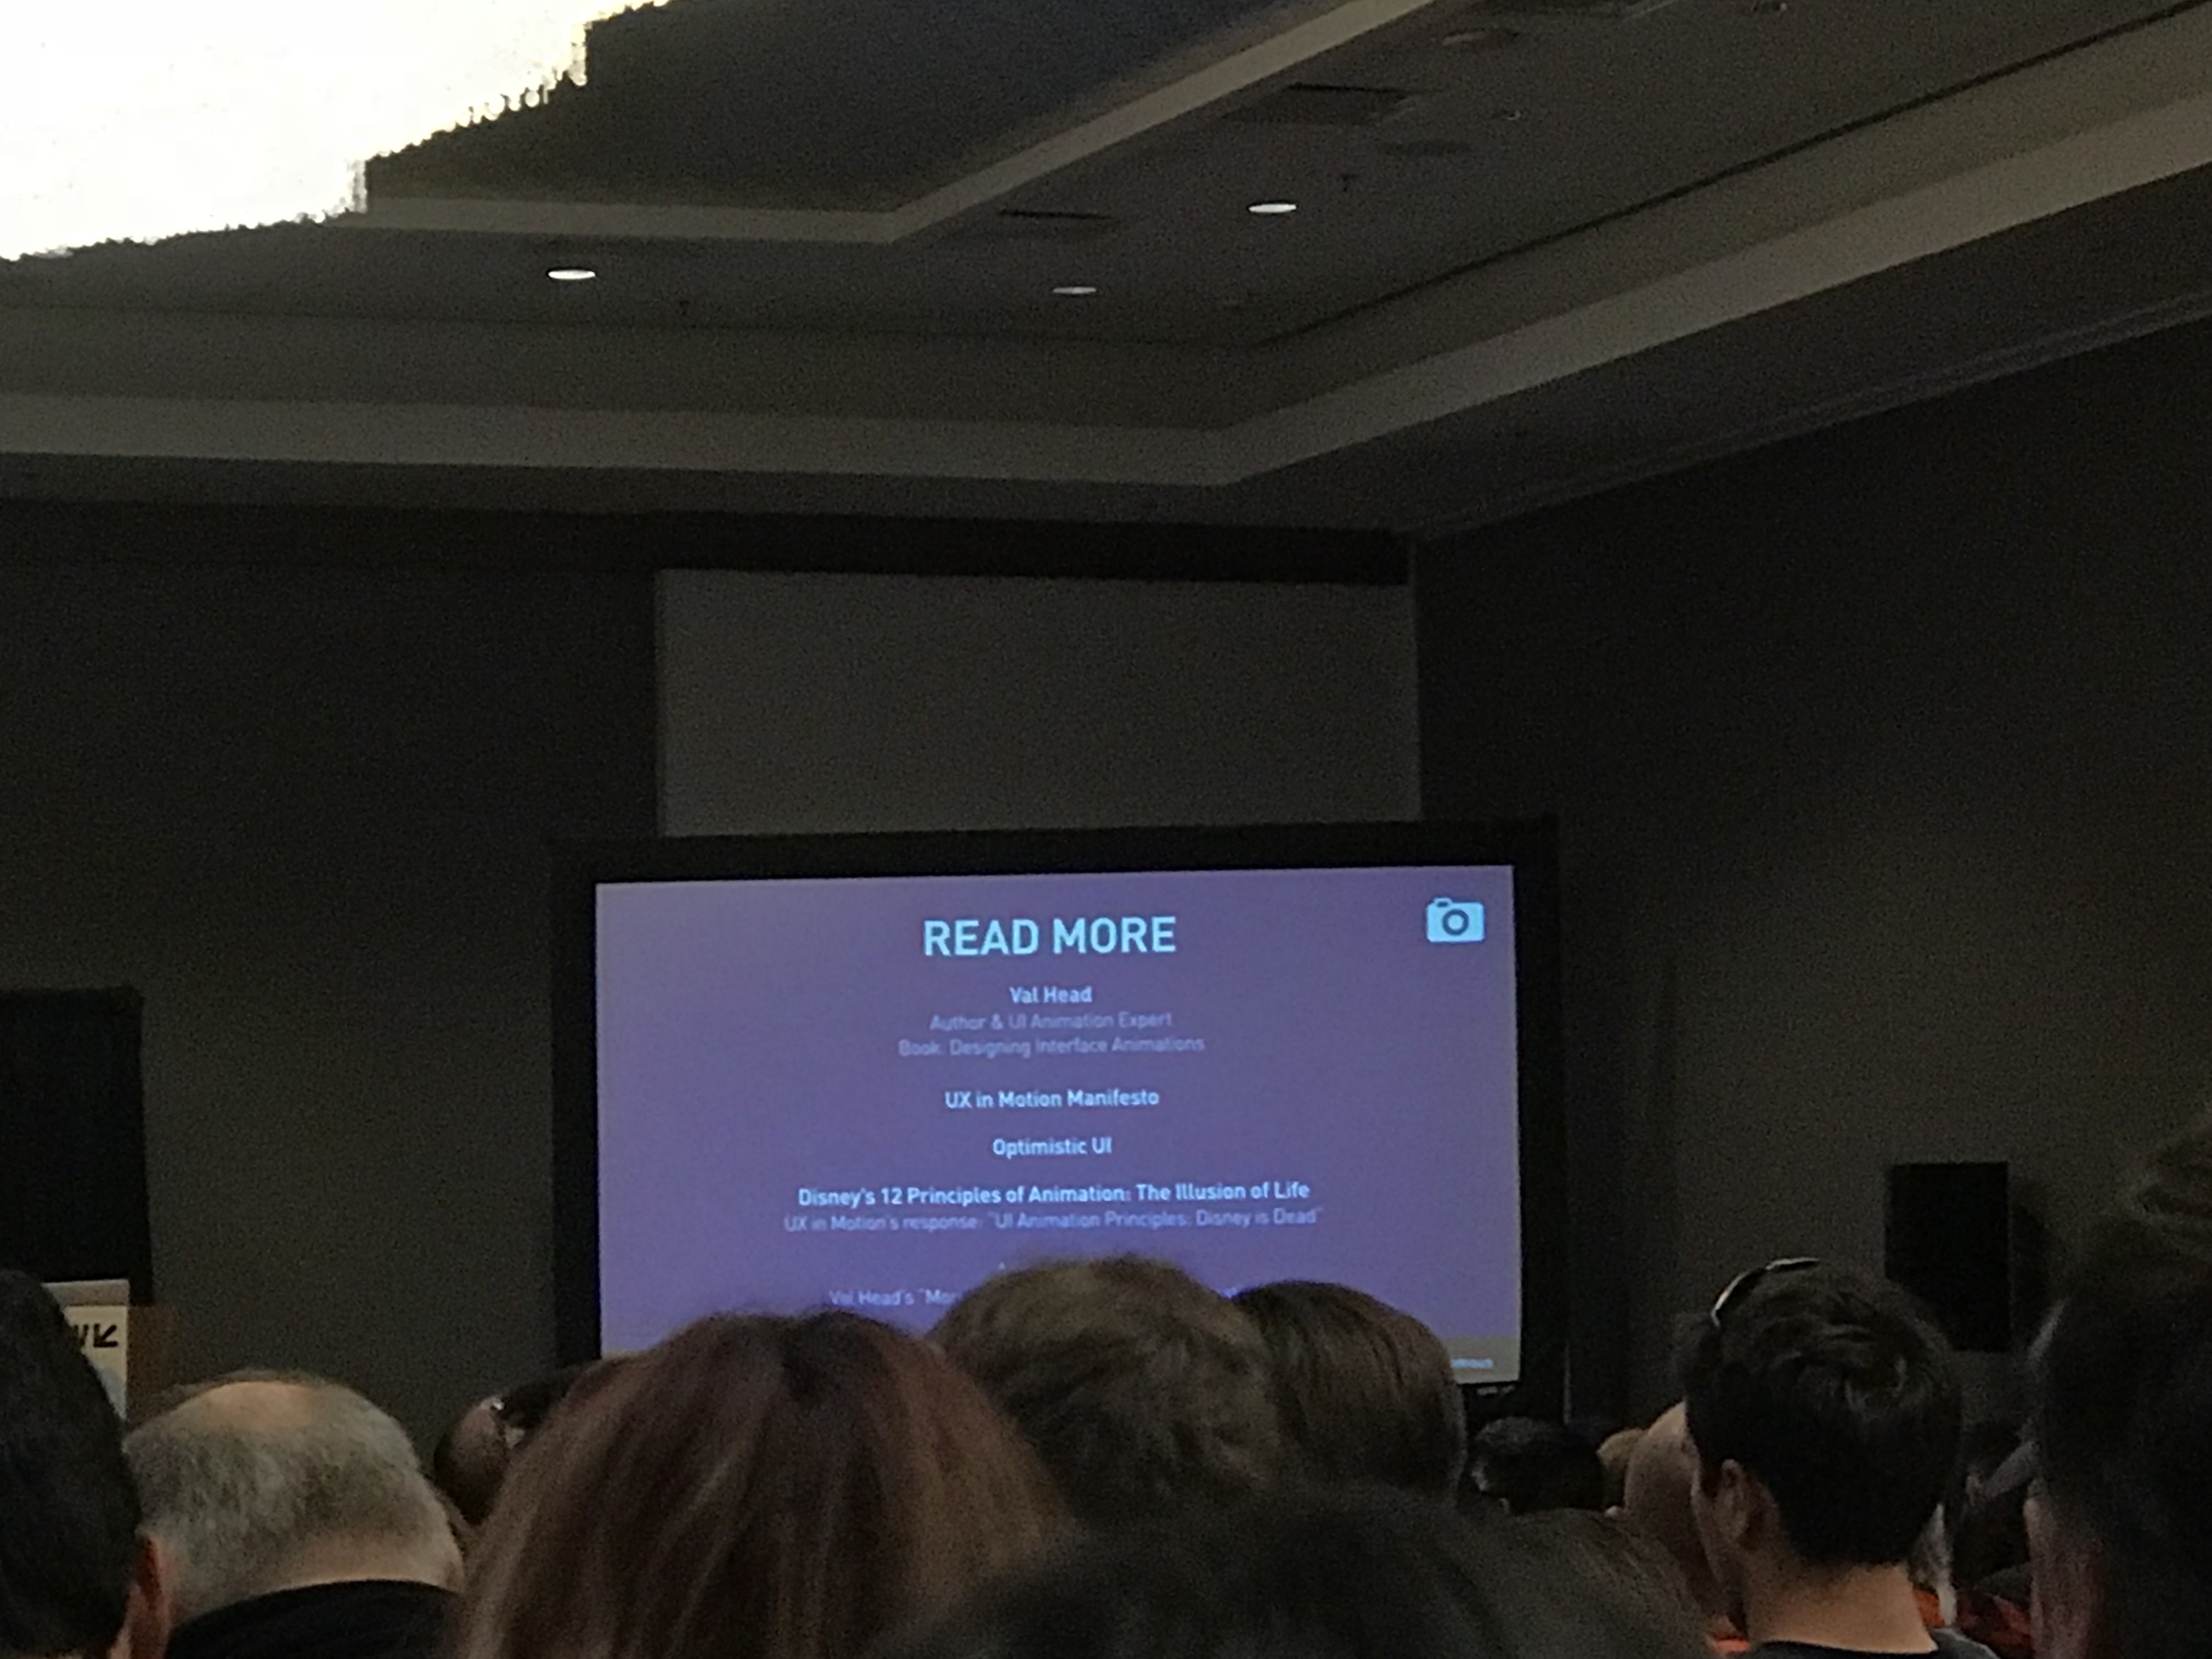 READ MORE
Val Head
Author & UI Animation Expert
Book: Designing Interface Animations
UX in Motion Manifesto
Optimistic UI
Disney's 12 Principles of Animation: The Illusion of Life
UX in Motion's response: "UI Animation Principles: Disney is Dead"
Val Head's